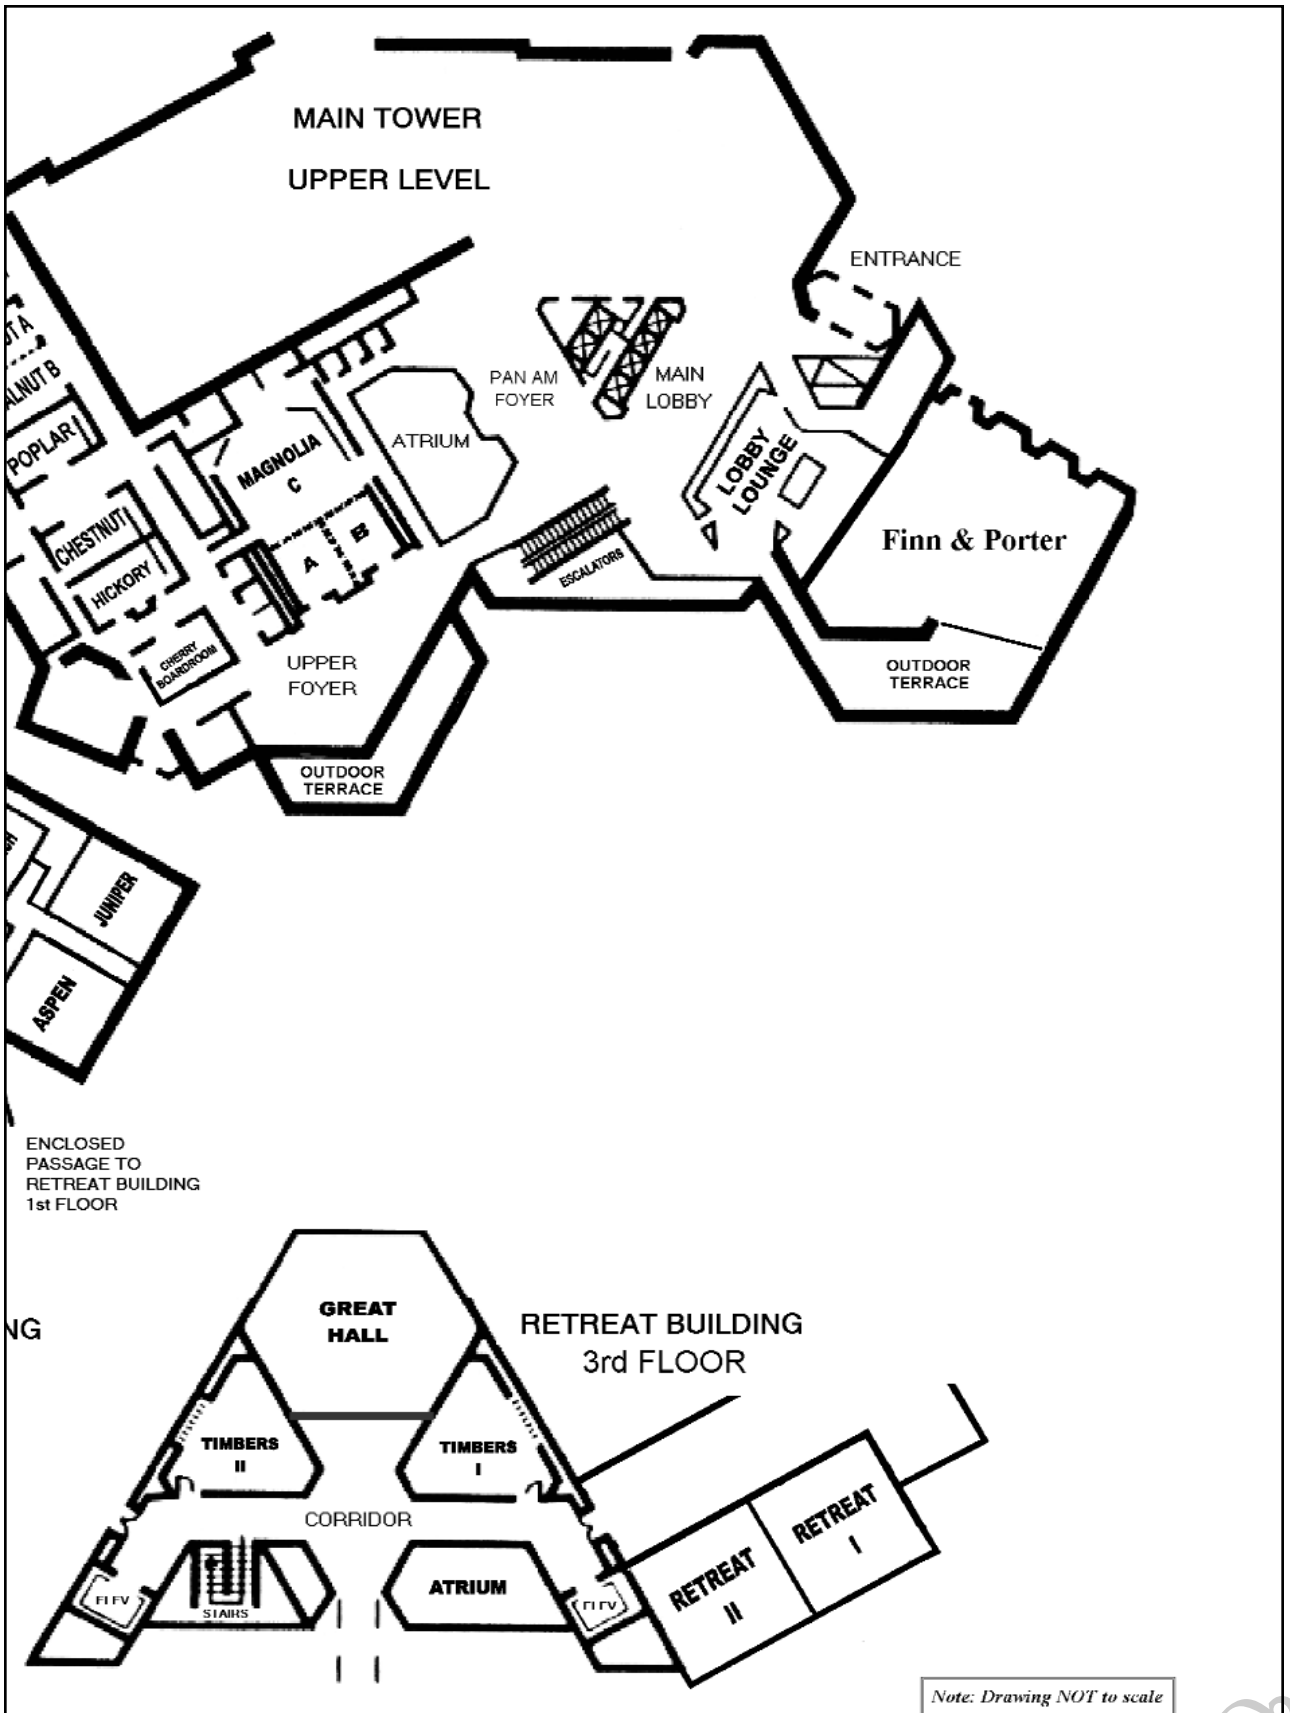 MAIN TOWER
UPPER LEVEL
ENTRANCE
PAN AM
FOYER
MAIN
LOBBY
ATRIUM
LOBBY
LOUNGE
MAGNOLIA
C
A
B
POPLAR
CHESTNUT
HICKORY
CHERRY
BOARDROOM
ESCALATORS
Finn & Porter
UPPER
FOYER
OUTDOOR
TERRACE
OUTDOOR
TERRACE
JUNIPER
ASPEN
ENCLOSED
PASSAGE TO
RETREAT BUILDING
1st FLOOR
GREAT
HALL
NG
RETREAT BUILDING
3rd FLOOR
TIMBERS
II
TIMBERS
I
CORRIDOR
RETREAT
I
RETREAT
II
ATRIUM
ELEV
STAIRS
ELEV
Note: Drawing NOT to scale